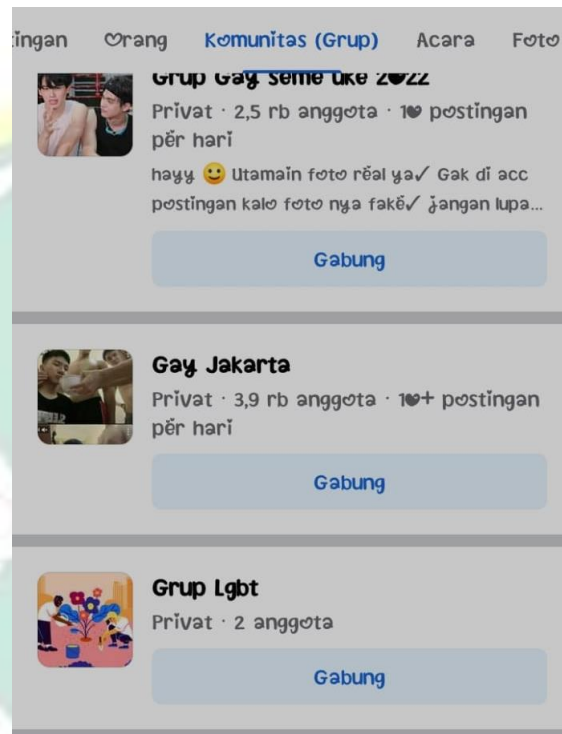 tingan Orang Komunitas (Grup) Acara Foto
Grup Gay seme uke 2022
Privat · 2,5 rb anggota · 10 postingan
per hari
hayy 🙂 Utamain foto real ya✓ Gak di acc
postingan kalo foto nya fake✓ jangan lupa...
Gabung
Gay Jakarta
Privat · 3,9 rb anggota · 10+ postingan
per hari
Gabung
Grup Lgbt
Privat · 2 anggota
Gabung